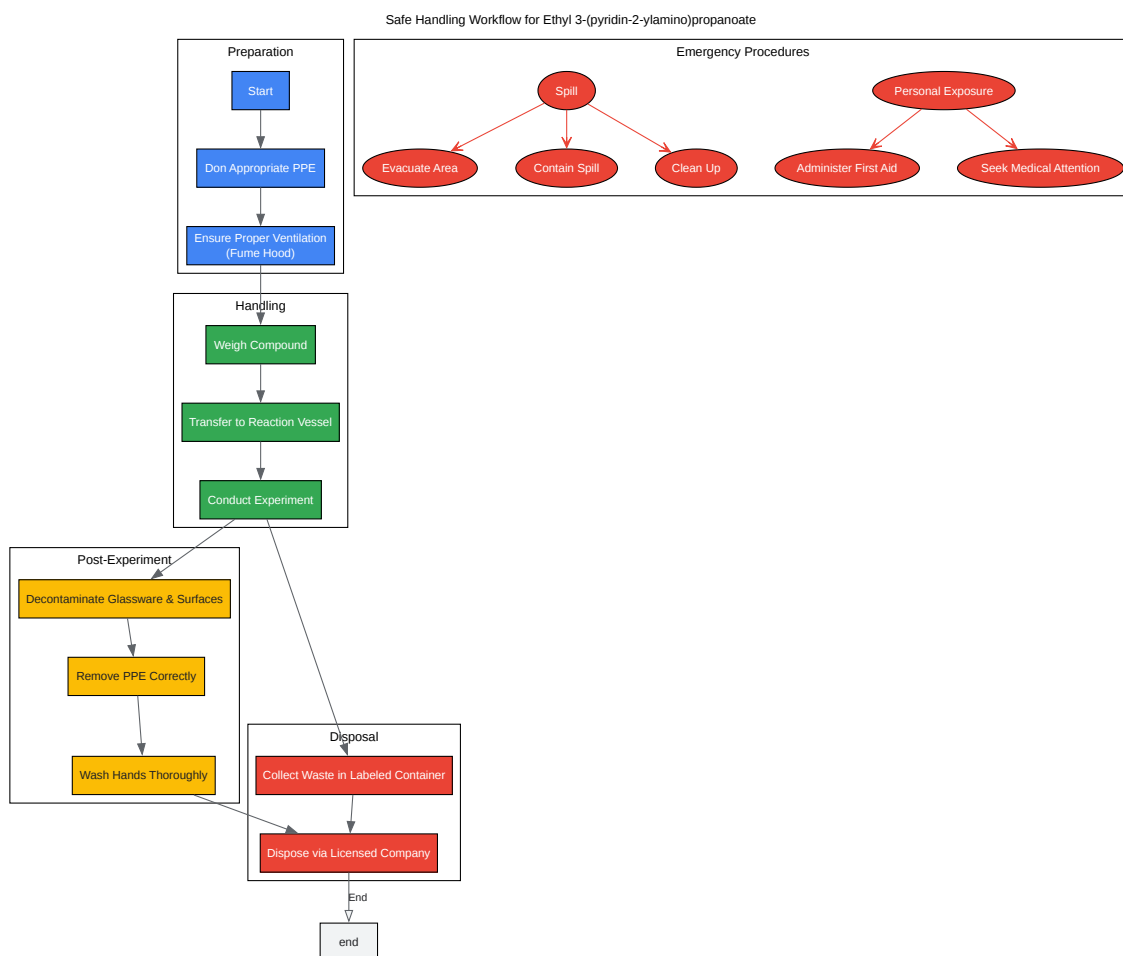 Safe Handling Workflow for Ethyl 3-(pyridin-2-ylamino)propanoate
Preparation
Start
Don Appropriate PPE
Ensure Proper Ventilation
(Fume Hood)
Emergency Procedures
Spill
Personal Exposure
Evacuate Area
Contain Spill
Clean Up
Administer First Aid
Seek Medical Attention
Handling
Weigh Compound
Transfer to Reaction Vessel
Conduct Experiment
Post-Experiment
Decontaminate Glassware & Surfaces
Remove PPE Correctly
Wash Hands Thoroughly
Disposal
Collect Waste in Labeled Container
Dispose via Licensed Company
End
end